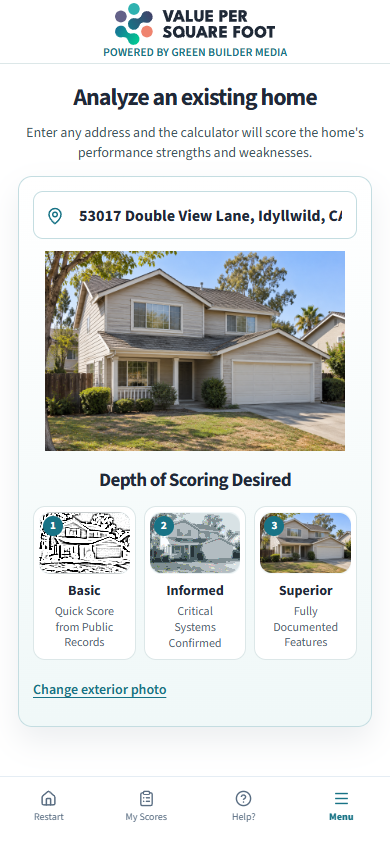 VALUE PER
SQUARE FOOT
POWERED BY GREEN BUILDER MEDIA
Analyze an existing home
Enter any address and the calculator will score the home's
performance strengths and weaknesses.
53017 Double View Lane, Idyllwild, CA
Depth of Scoring Desired
1
Basic
Quick Score
from Public
Records
2
Informed
Critical
Systems
Confirmed
3
Superior
Fully
Documented
Features
Change exterior photo
Restart
My Scores
Help?
Menu